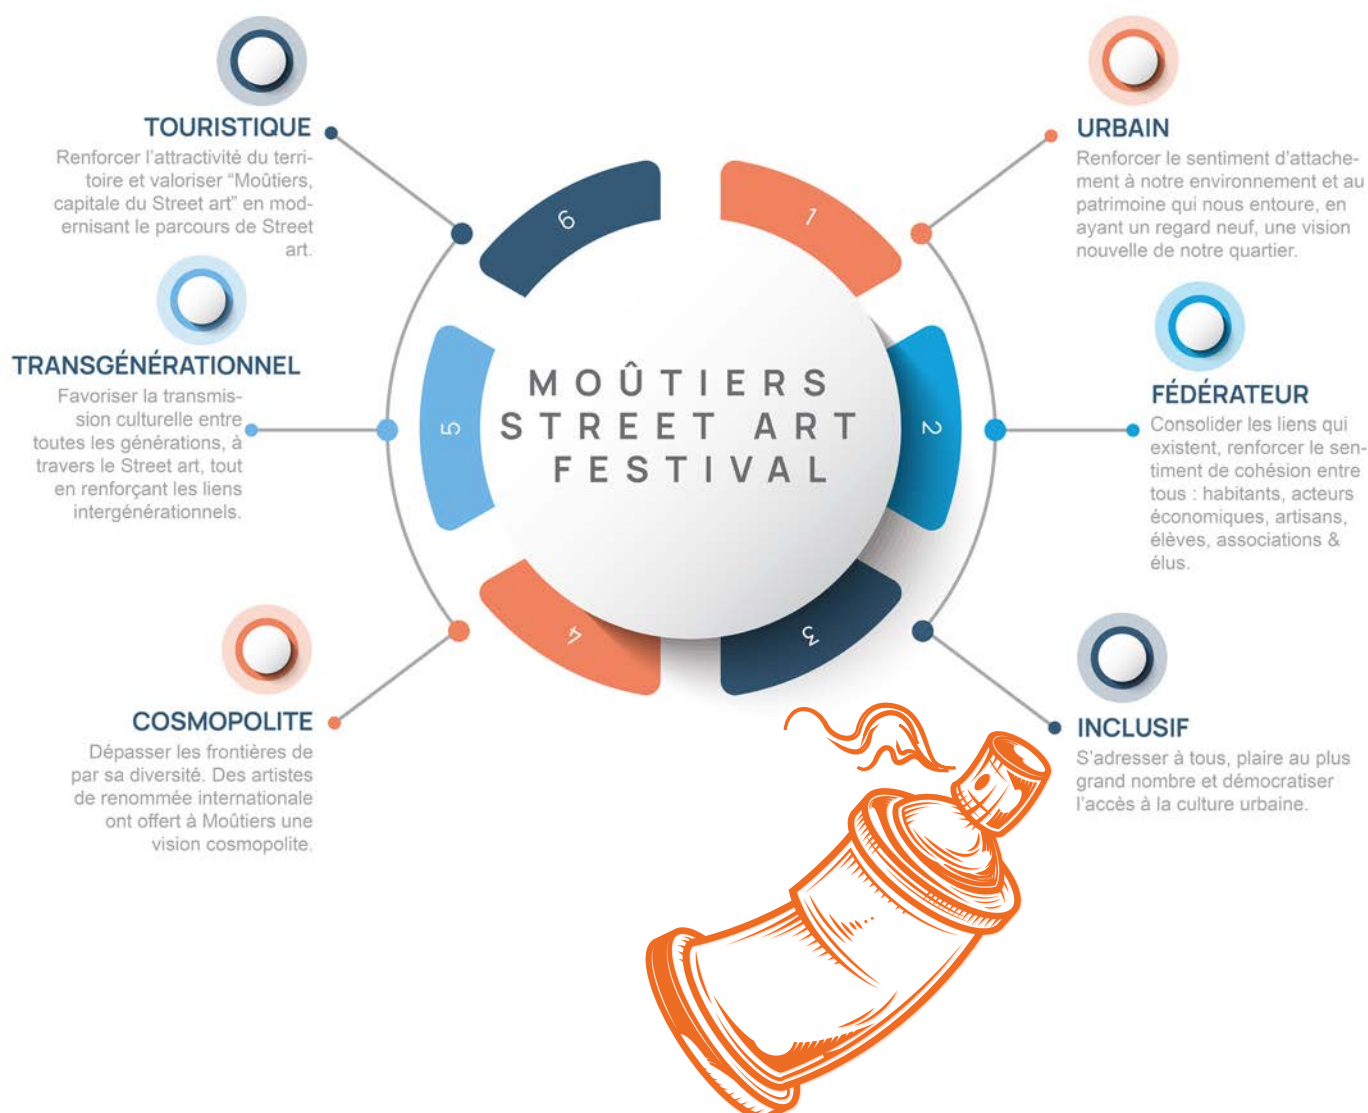 MOÛTIERS
STREET ART
FESTIVAL
1
URBAIN
Renforcer le sentiment d'attache-
ment à notre environnement et au
patrimoine qui nous entoure, en
ayant un regard neuf, une vision
nouvelle de notre quartier.
2
FÉDÉRATEUR
Consolider les liens qui
existent, renforcer le sen-
timent de cohésion entre
tous : habitants, acteurs
économiques, artisans,
élèves, associations &
élus.
3
INCLUSIF
S'adresser à tous, plaire au plus
grand nombre et démocratiser
l'accès à la culture urbaine.
4
COSMOPOLITE
Dépasser les frontières de
par sa diversité. Des artistes
de renommée internationale
ont offert à Moûtiers une
vision cosmopolite.
5
TRANSGÉNÉRATIONNEL
Favoriser la transmis-
sion culturelle entre
toutes les générations, à
travers le Street art, tout
en renforçant les liens
intergénérationnels.
6
TOURISTIQUE
Renforcer l'attractivité du terri-
toire et valoriser “Moûtiers,
capitale du Street art” en mod-
ernisant le parcours de Street
art.